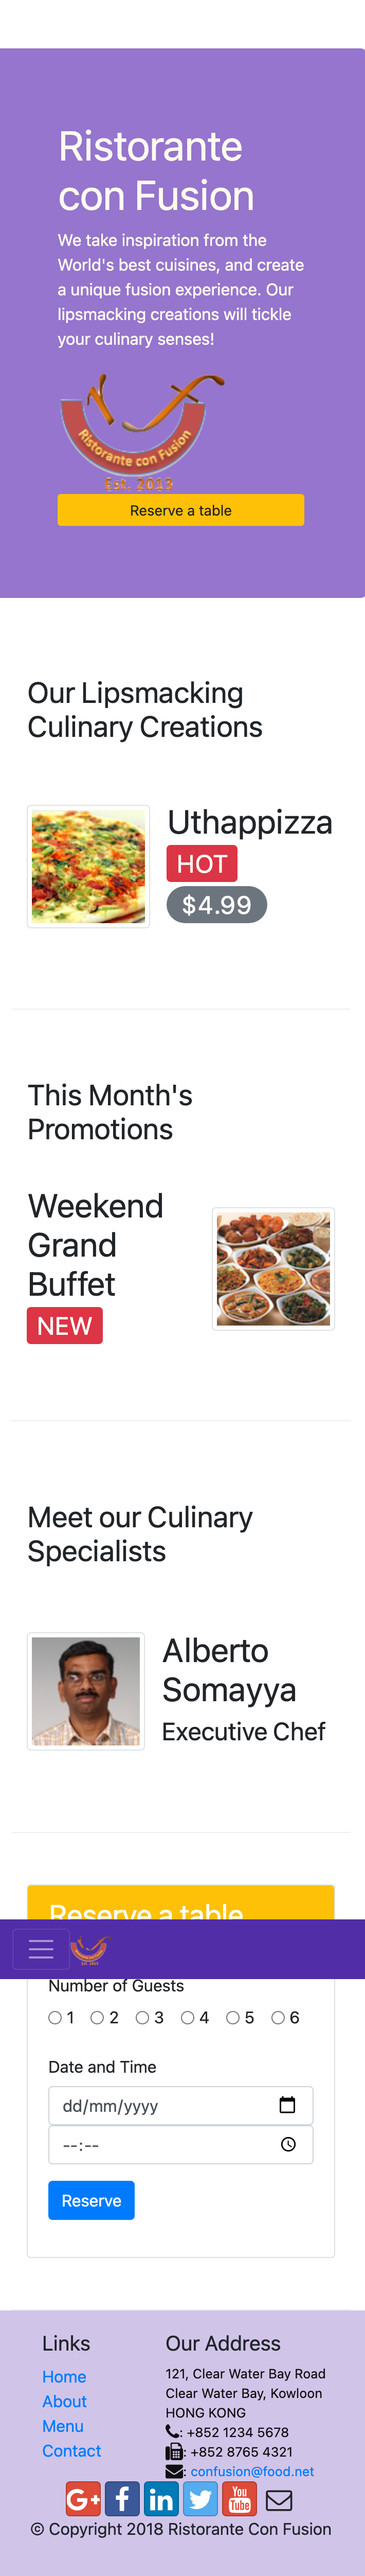 Ristorante
con Fusion
We take inspiration from the
World's best cuisines, and create
a unique fusion experience. Our
lipsmacking creations will tickle
your culinary senses!
Ristorante con Fusion
Est. 2013
Reserve a table
Our Lipsmacking
Culinary Creations
Uthappizza
HOT
$4.99
This Month's
Promotions
Weekend
Grand
Buffet
NEW
Meet our Culinary
Specialists
Alberto
Somayya
Executive Chef
Reserve a table
Number of Guests
1 2 3 4 5 6
Date and Time
dd/mm/yyyy
--:--
Reserve
Links
Home
About
Menu
Contact
Our Address
121, Clear Water Bay Road
Clear Water Bay, Kowloon
HONG KONG
: +852 1234 5678
: +852 8765 4321
: confusion@food.net
G+ f in You Tube
© Copyright 2018 Ristorante Con Fusion